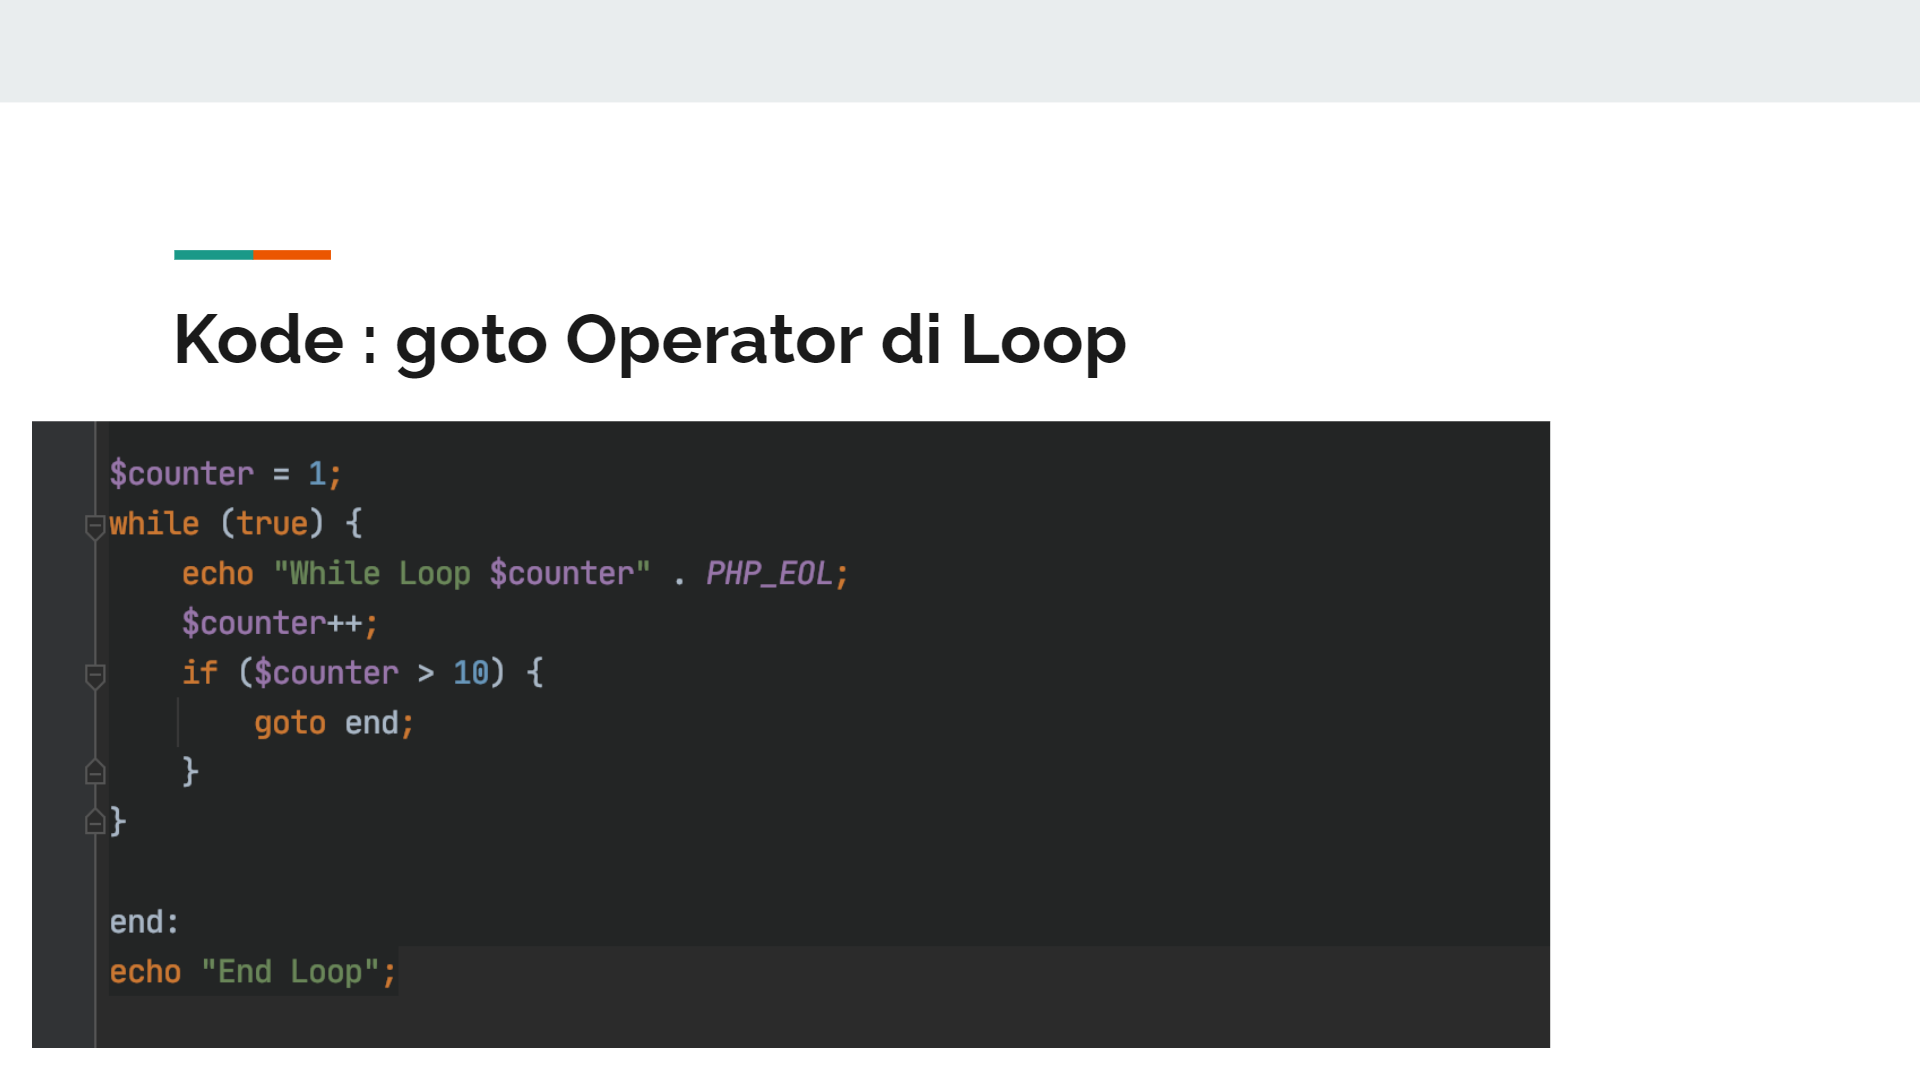 Kode : goto Operator di Loop
$counter = 1;
while (true) {
    echo "While Loop $counter" . PHP_EOL;
    $counter++;
    if ($counter > 10) {
        goto end;
    }
}
end:
echo "End Loop";